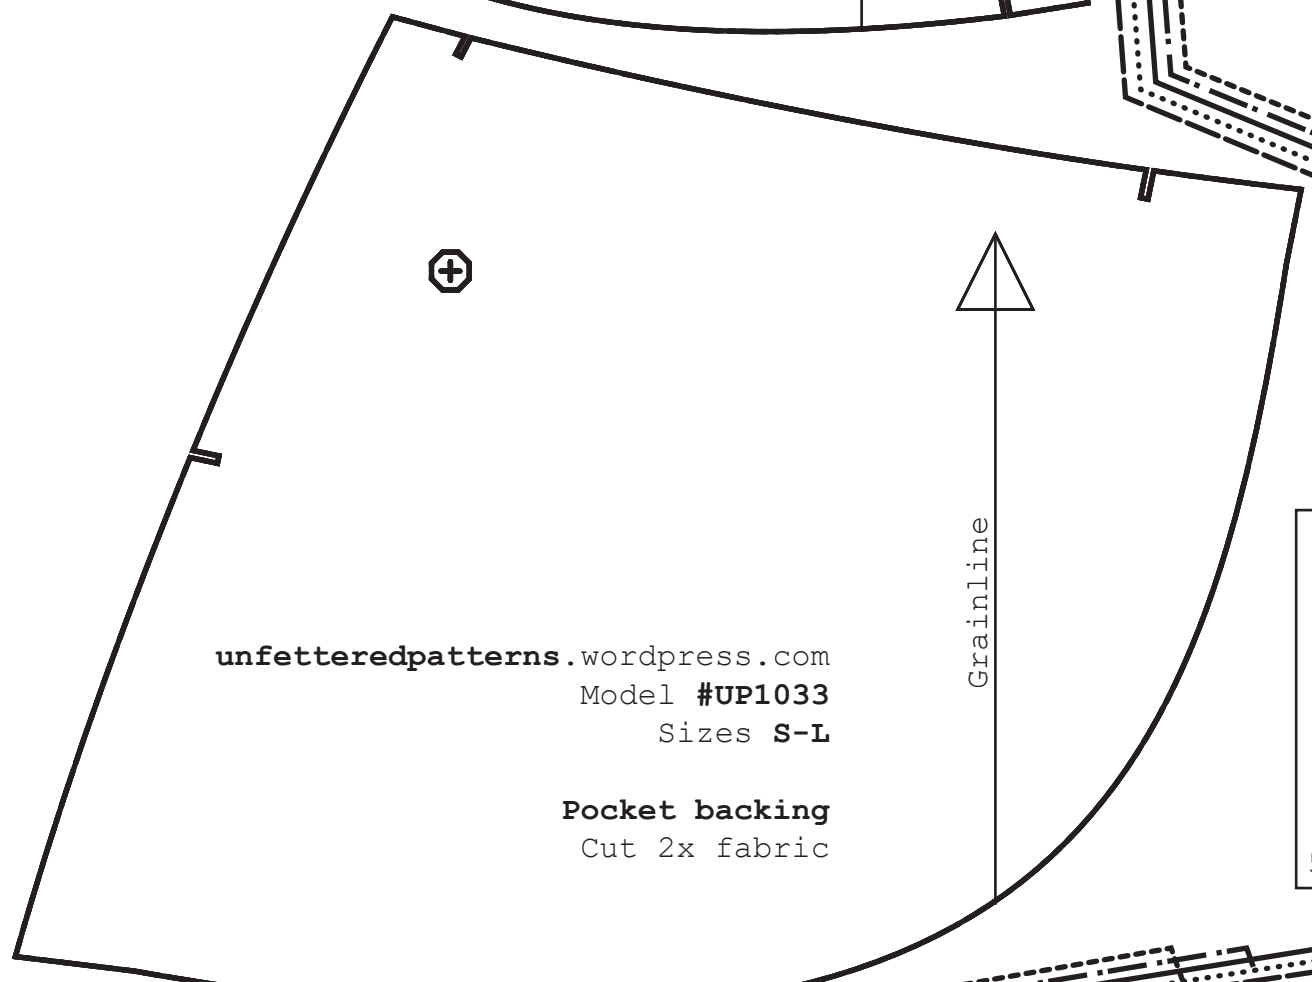 unfetteredpatterns.wordpress.com
Model #UP1033
Sizes S-L
Pocket backing
Cut 2x fabric
Grainline